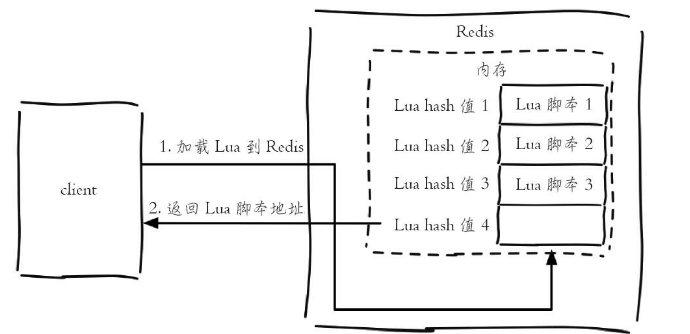 Redis
内存
Lua hash 值 1 Lua 脚本 1
1. 加载 Lua 到 Redis
Lua hash 值 2 Lua 脚本 2
client
Lua hash 值 3 Lua 脚本 3
2. 返回 Lua 脚本地址
Lua hash 值 4